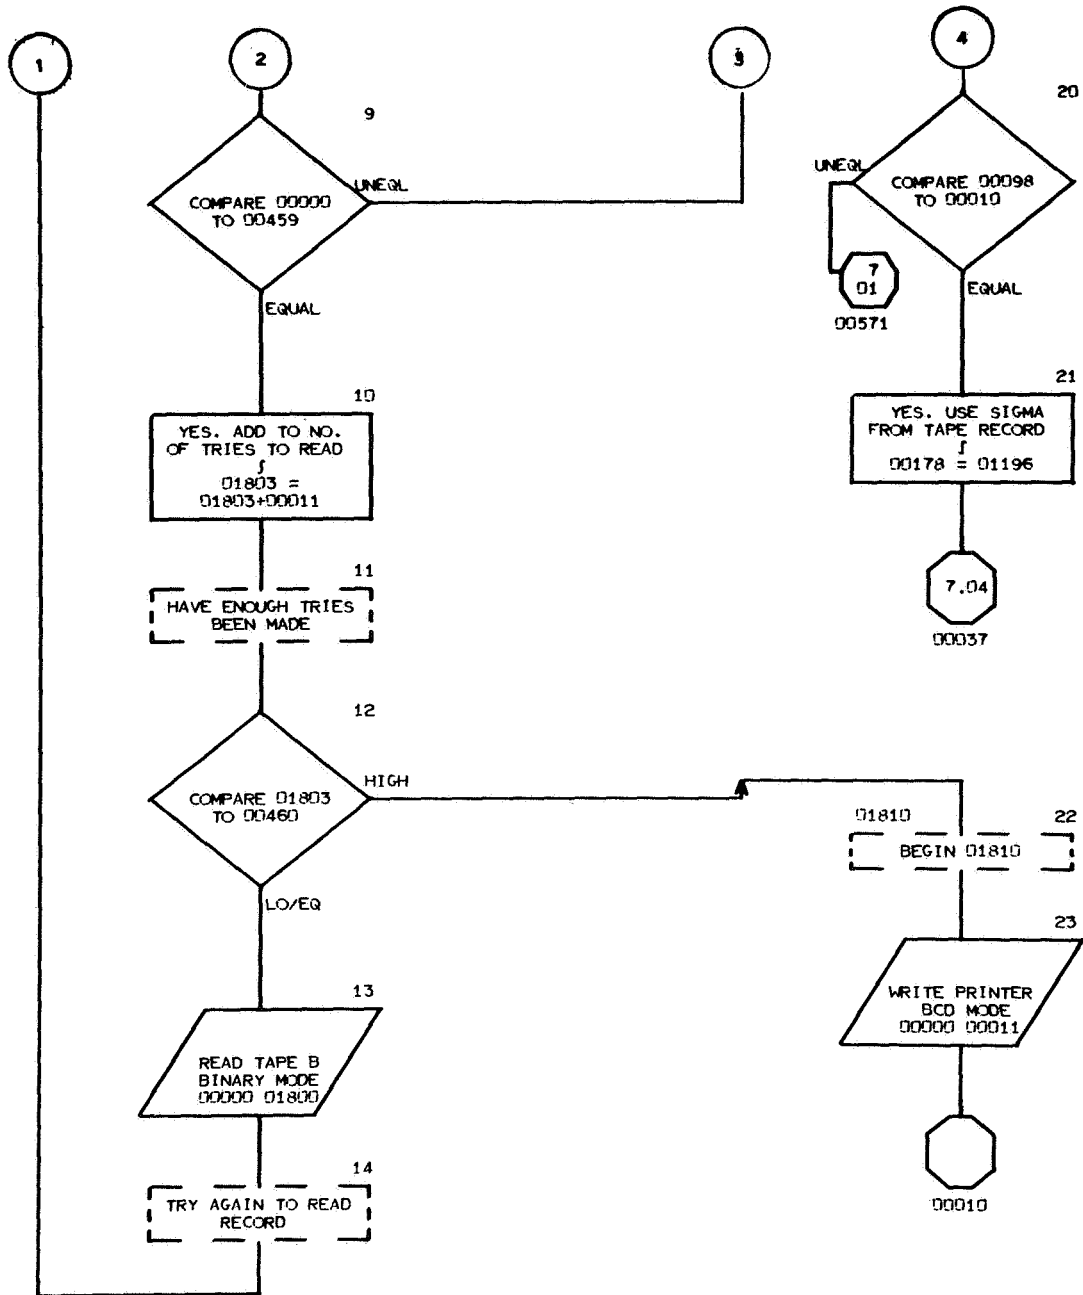 1
2
3
4
9
COMPARE 00000
TO 00459
UNEQL
EQUAL
10
YES. ADD TO NO.
OF TRIES TO READ
∫
01803 =
01803+00011
11
HAVE ENOUGH TRIES
BEEN MADE
12
COMPARE 01803
TO 00460
HIGH
LO/EQ
13
READ TAPE B
BINARY MODE
00000 01800
14
TRY AGAIN TO READ
RECORD
20
UNEQL
COMPARE 00098
TO 00010
7
01
00571
EQUAL
21
YES. USE SIGMA
FROM TAPE RECORD
∫
00178 = 01196
7.04
00037
01810
22
BEGIN 01810
23
WRITE PRINTER
BCD MODE
00000 00011
00010